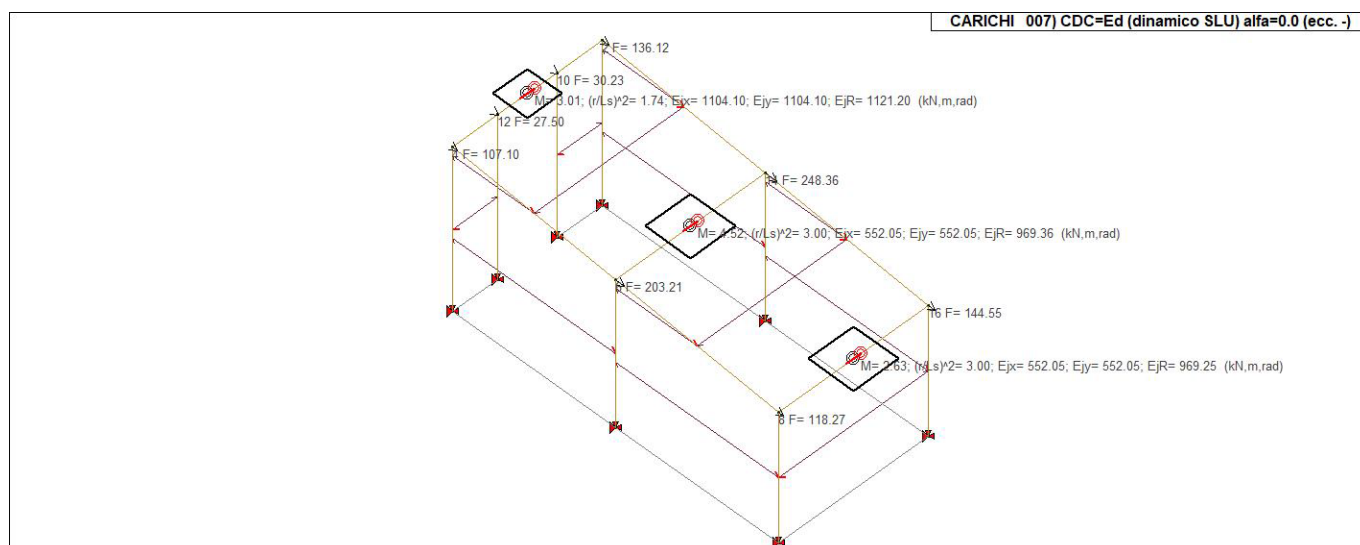 CARICHI 007) CDC=Ed (dinamico SLU) alfa=0.0 (ecc. -)
F= 136.12
10 F= 30.23
M= 3.01; (r/Ls)^2= 1.74; Ejx= 1104.10; Ejy= 1104.10; EjR= 1121.20 (kN,m,rad)
12 F= 27.50
F= 107.10
F= 248.36
M= 4.52; (r/Ls)^2= 3.00; Ejx= 552.05; Ejy= 552.05; EjR= 969.36 (kN,m,rad)
F= 203.21
16 F= 144.55
M= 2.63; (r/Ls)^2= 3.00; Ejx= 552.05; Ejy= 552.05; EjR= 969.25 (kN,m,rad)
F= 118.27